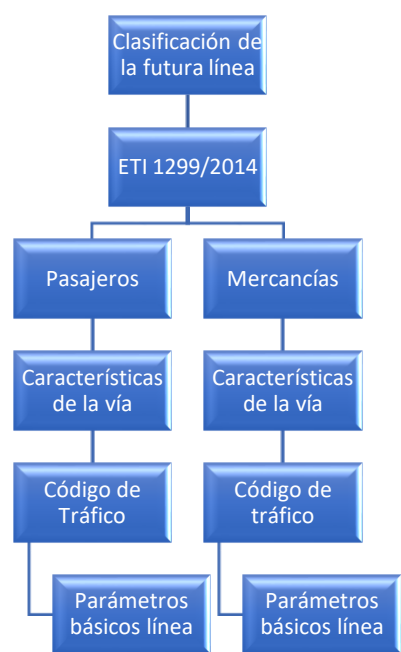 Clasificación de
la futura línea
ETI 1299/2014
Pasajeros
Mercancías
Características
de la vía
Características
de la vía
Código de
Tráfico
Código de
tráfico
Parámetros
básicos línea
Parámetros
básicos línea